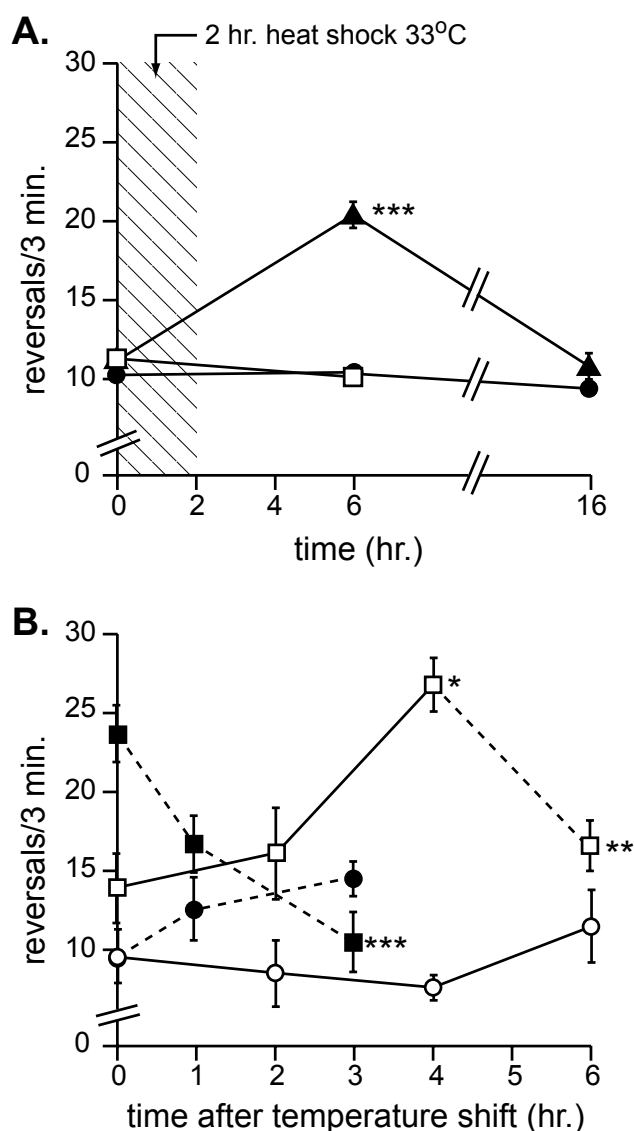 A.
2 hr. heat shock 33°C
30
25
20
15
10
0
reversals/3 min.
***
0 2 4 6 16
time (hr.)
B.
30
25
20
15
10
0
reversals/3 min.
*
**
***
0 1 2 3 4 5 6
time after temperature shift (hr.)